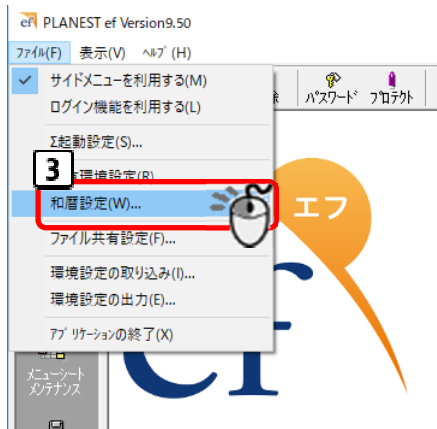 ef PLANEST ef Version9.50
ﾌｧｲﾙ(F) 表示(V) ﾍﾙﾌﾟ(H)
サイドメニューを利用する(M)
ログイン機能を利用する(L)
ﾊﾟｽﾜｰﾄﾞ ﾌﾟﾛﾃｸﾄ
Σ起動設定(S)...
3
環境設定(R)
和暦設定(W)...
エフ
ファイル共有設定(F)...
環境設定の取り込み(I)...
環境設定の出力(E)...
ｱﾌﾟﾘｹｰｼｮﾝの終了(X)
ef
メニューシート
メンテナンス